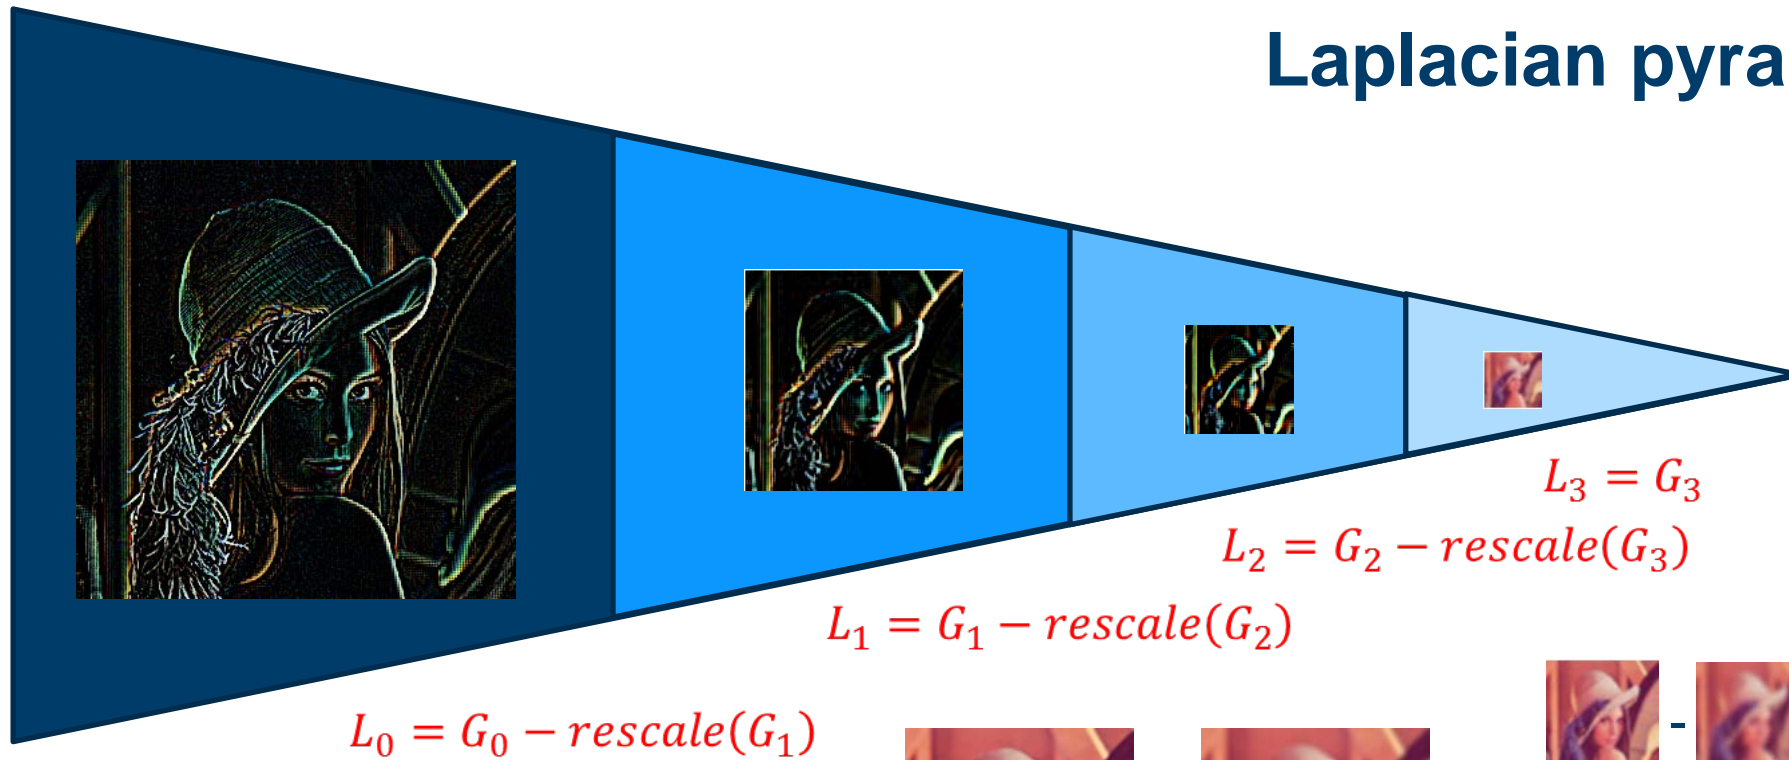 Laplacian pyra
L₃ = G₃
L₂ = G₂ − rescale(G₃)
L₁ = G₁ − rescale(G₂)
L₀ = G₀ − rescale(G₁)
-